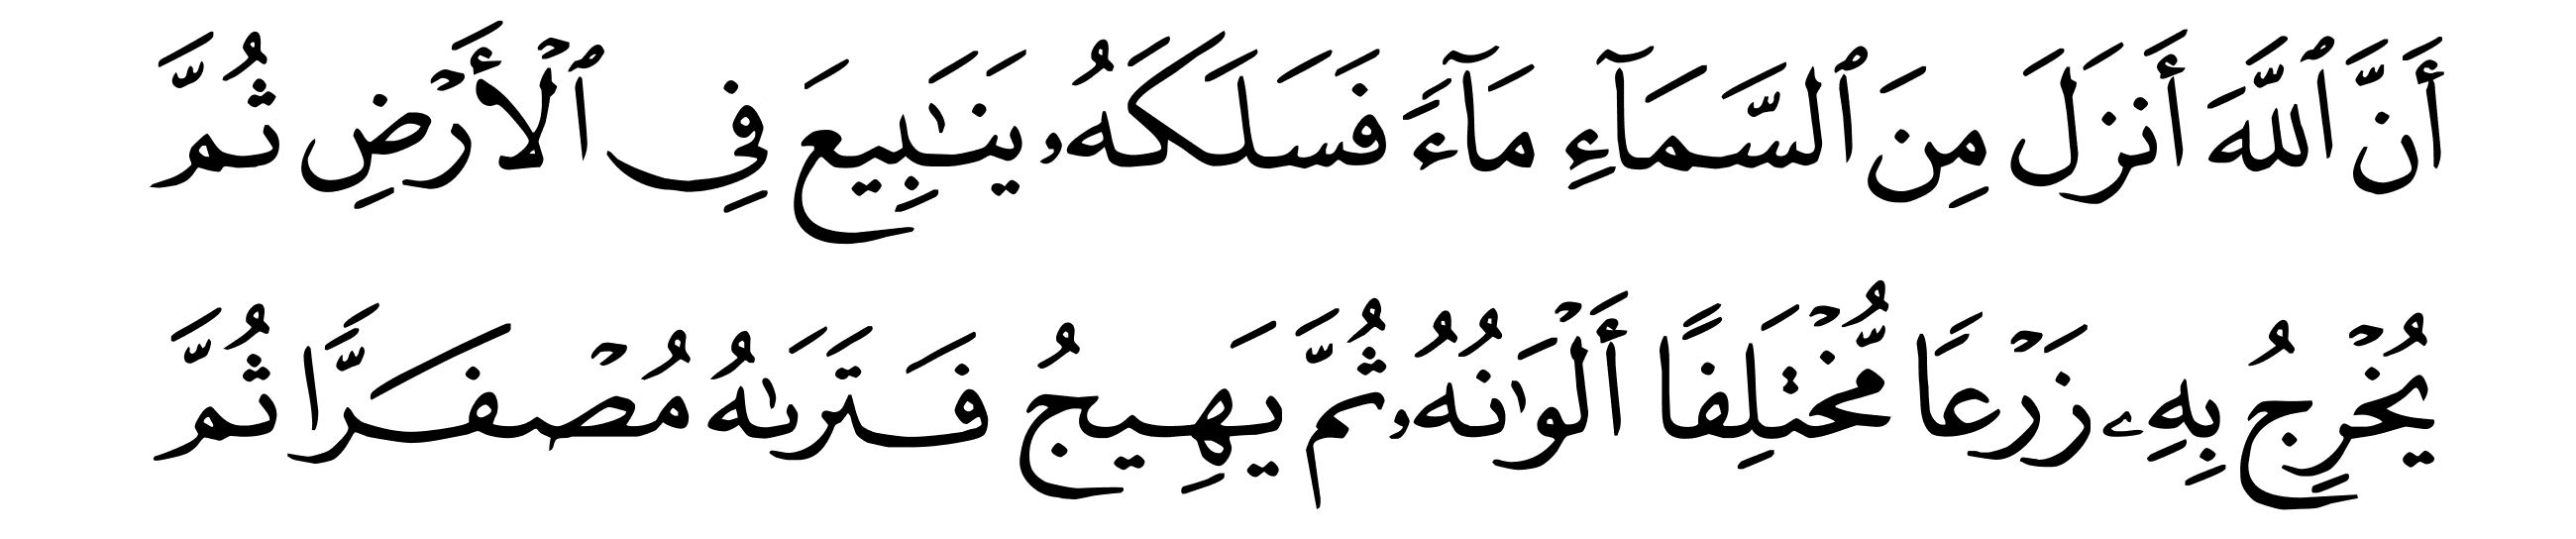 أَنَّ ٱللَّهَ أَنزَلَ مِنَ ٱلسَّمَآءِ مَآءً فَسَلَكَهُۥ يَنَٰبِيعَ فِى ٱلْأَرْضِ ثُمَّ
يُخْرِجُ بِهِۦ زَرْعًا مُّخْتَلِفًا أَلْوَٰنُهُۥ ثُمَّ يَهِيجُ فَتَرَىٰهُ مُصْفَرًّا ثُمَّ